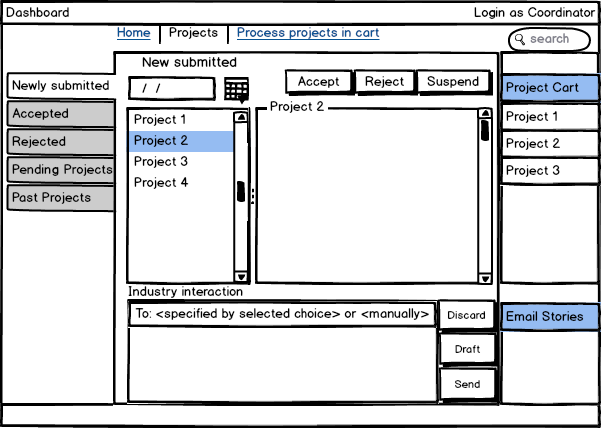 Dashboard
Login as Coordinator
Home
Projects
Process projects in cart
search
New submitted
/ /
Accept
Reject
Suspend
Newly submitted
Accepted
Rejected
Pending Projects
Past Projects
Project 1
Project 2
Project 3
Project 4
Project 2
Project Cart
Project 1
Project 2
Project 3
Industry interaction
To: <specified by selected choice> or <manually>
Discard
Draft
Send
Email Stories